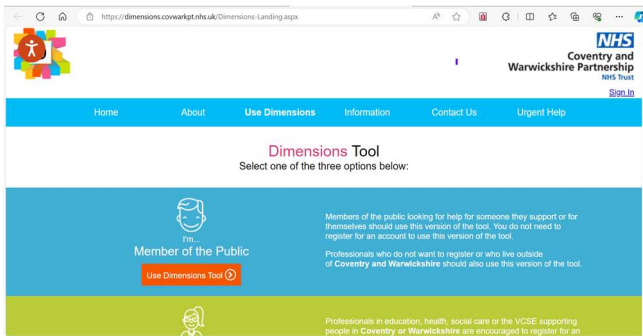 https://dimensions.covwarkpt.nhs.uk/Dimensions-Landing.aspx
NHS
Coventry and
Warwickshire Partnership
NHS Trust
Sign In
Home About Use Dimensions Information Contact Us Urgent Help
Dimensions Tool
Select one of the three options below:
I'm...
Member of the Public
Use Dimensions Tool
Members of the public looking for help for someone they support or for
themselves should use this version of the tool. You do not need to
register for an account to use this version of the tool.
Professionals who do not want to register or who live outside
of Coventry and Warwickshire should also use this version of the tool.
Professionals in education, health, social care or the VCSE supporting
people in Coventry or Warwickshire are encouraged to register for an